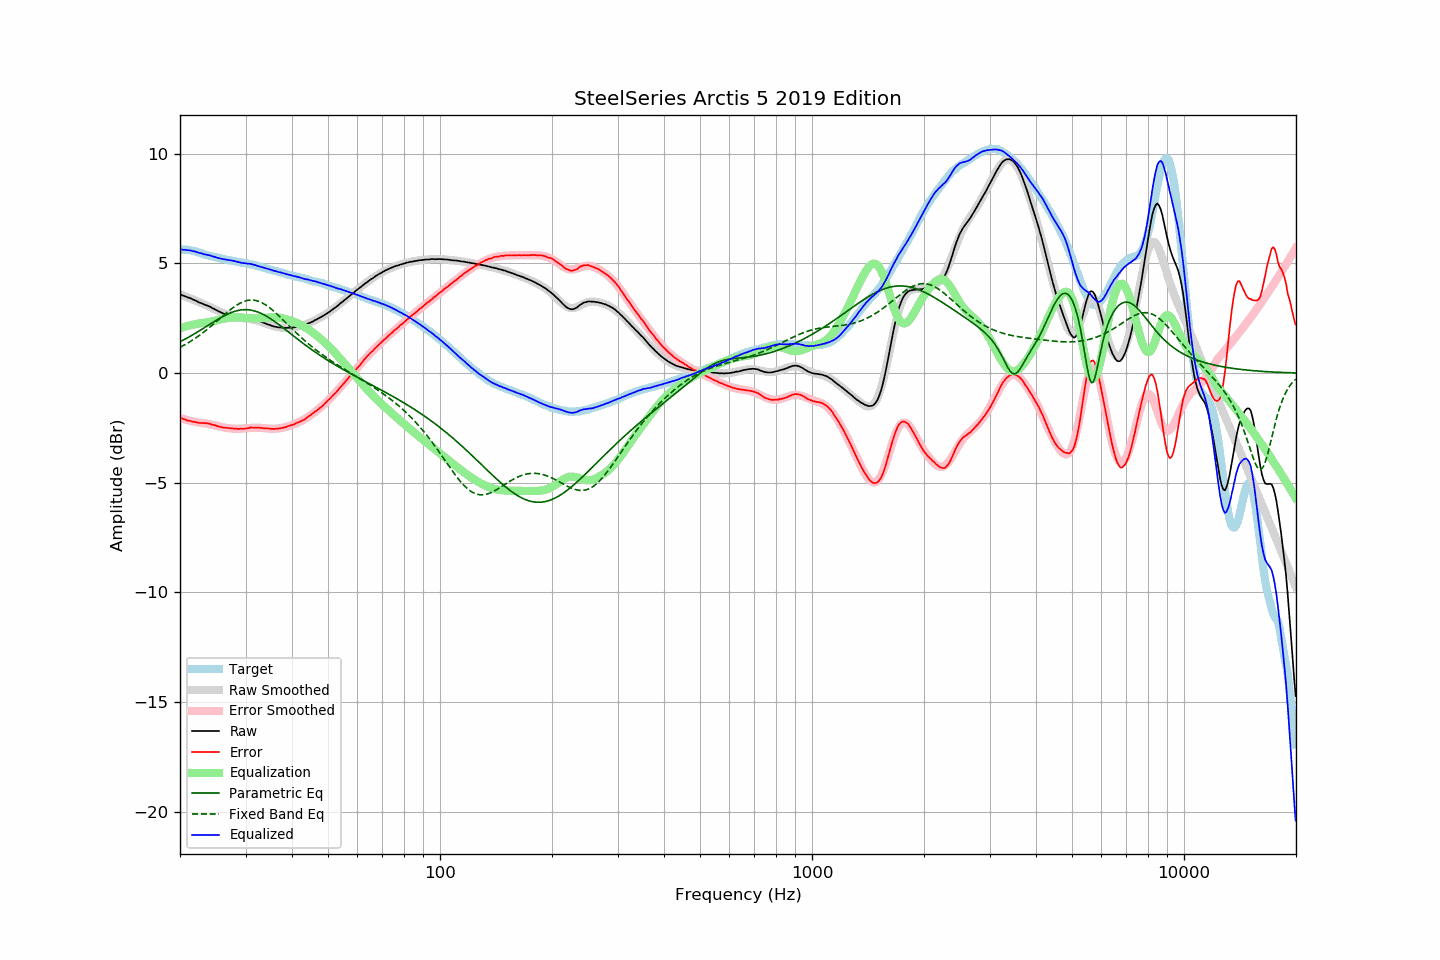 SteelSeries Arctis 5 2019 Edition
10
5
0
−5
−10
−15
−20
Amplitude (dBr)
Target
Raw Smoothed
Error Smoothed
Raw
Error
Equalization
Parametric Eq
Fixed Band Eq
Equalized
100
1000
10000
Frequency (Hz)